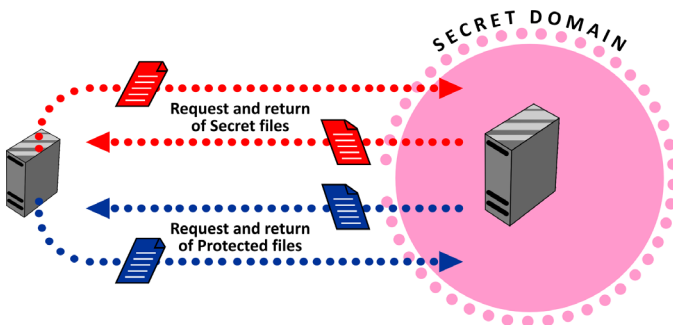 SECRET DOMAIN
Request and return
of Secret files
Request and return
of Protected files